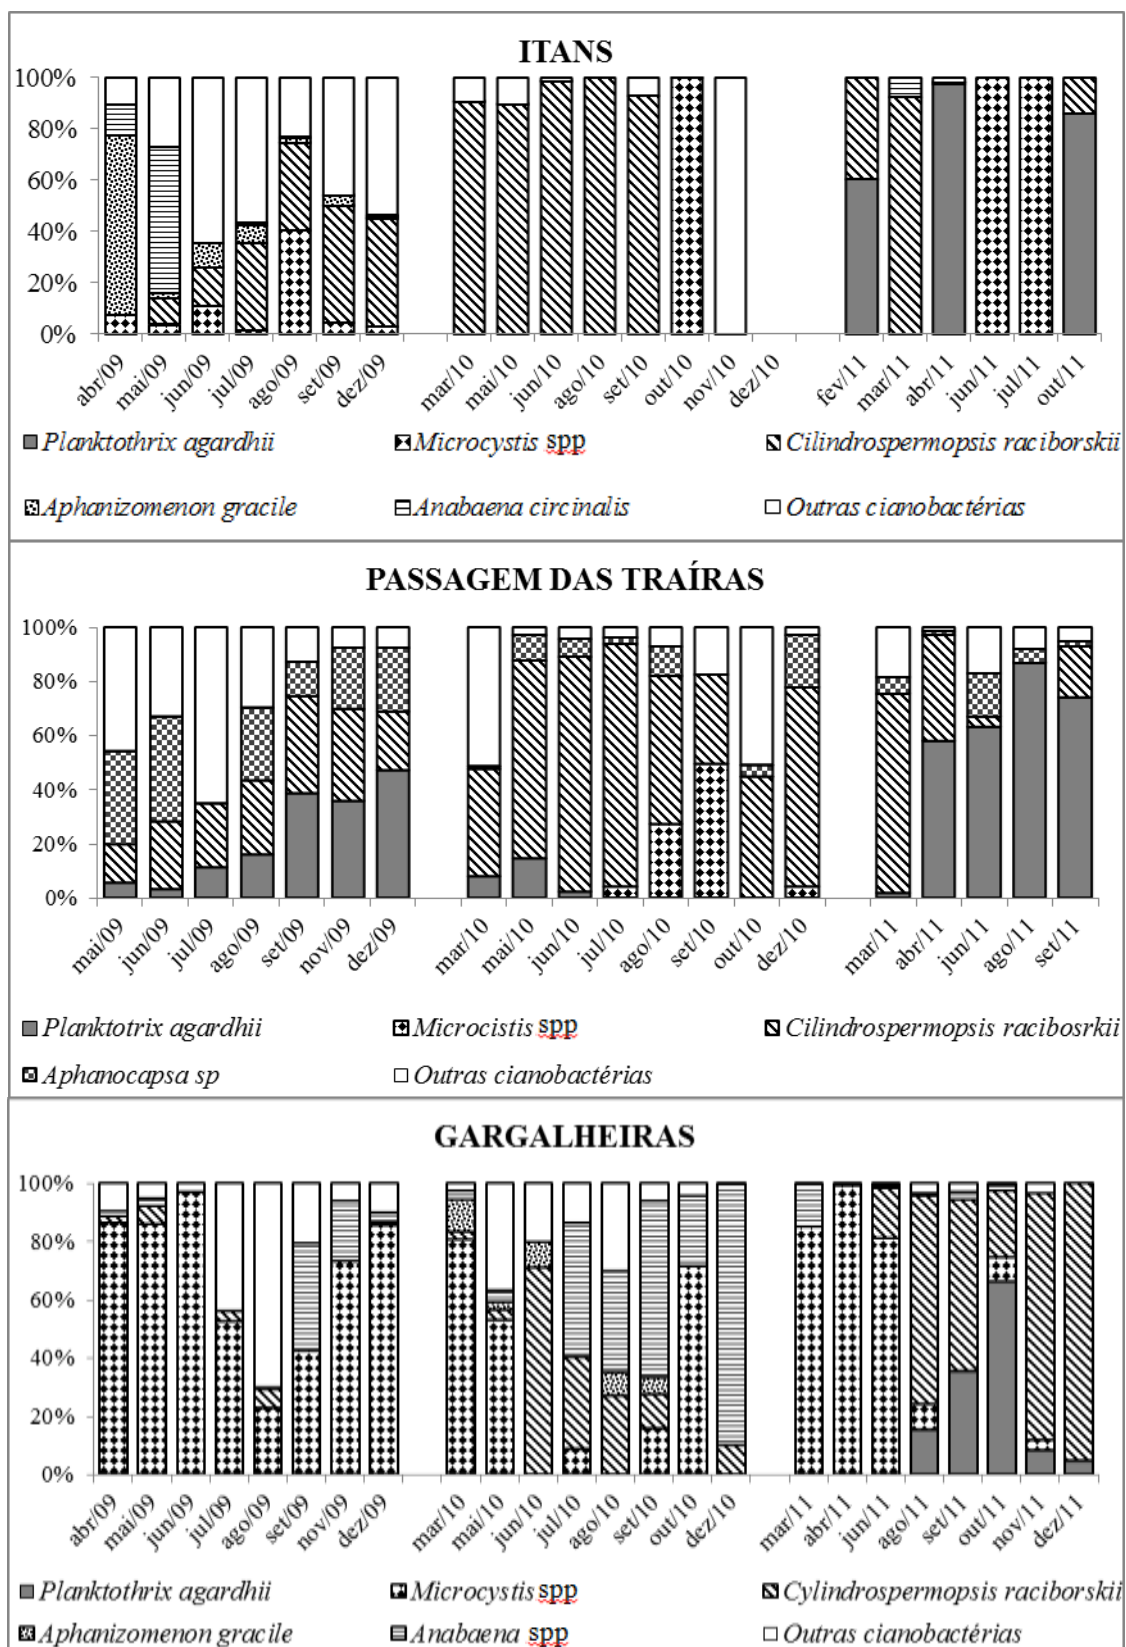 ITANS
100%
80%
60%
40%
20%
0%
abr/09 mai/09 jun/09 jul/09 ago/09 set/09 dez/09 mar/10 mai/10 jun/10 ago/10 set/10 out/10 nov/10 dez/10 fev/11 mar/11 abr/11 jun/11 jul/11 out/11
Planktothrix agardhii Microcystis spp Cilindrospermopsis raciborskii
Aphanizomenon gracile Anabaena circinalis Outras cianobactérias
PASSAGEM DAS TRAÍRAS
100%
80%
60%
40%
20%
0%
mai/09 jun/09 jul/09 ago/09 set/09 nov/09 dez/09 mar/10 mai/10 jun/10 jul/10 ago/10 set/10 out/10 dez/10 mar/11 abr/11 jun/11 ago/11 set/11
Planktotrix agardhii Microcistis spp Cilindrospermopsis racibosrkii
Aphanocapsa sp Outras cianobactérias
GARGALHEIRAS
100%
80%
60%
40%
20%
0%
abr/09 mai/09 jun/09 jul/09 ago/09 set/09 nov/09 dez/09 mar/10 mai/10 jun/10 jul/10 ago/10 set/10 out/10 dez/10 mar/11 abr/11 jun/11 ago/11 set/11 out/11 nov/11 dez/11
Planktothrix agardhii Microcystis spp Cylindrospermopsis raciborskii
Aphanizomenon gracile Anabaena spp Outras cianobactérias